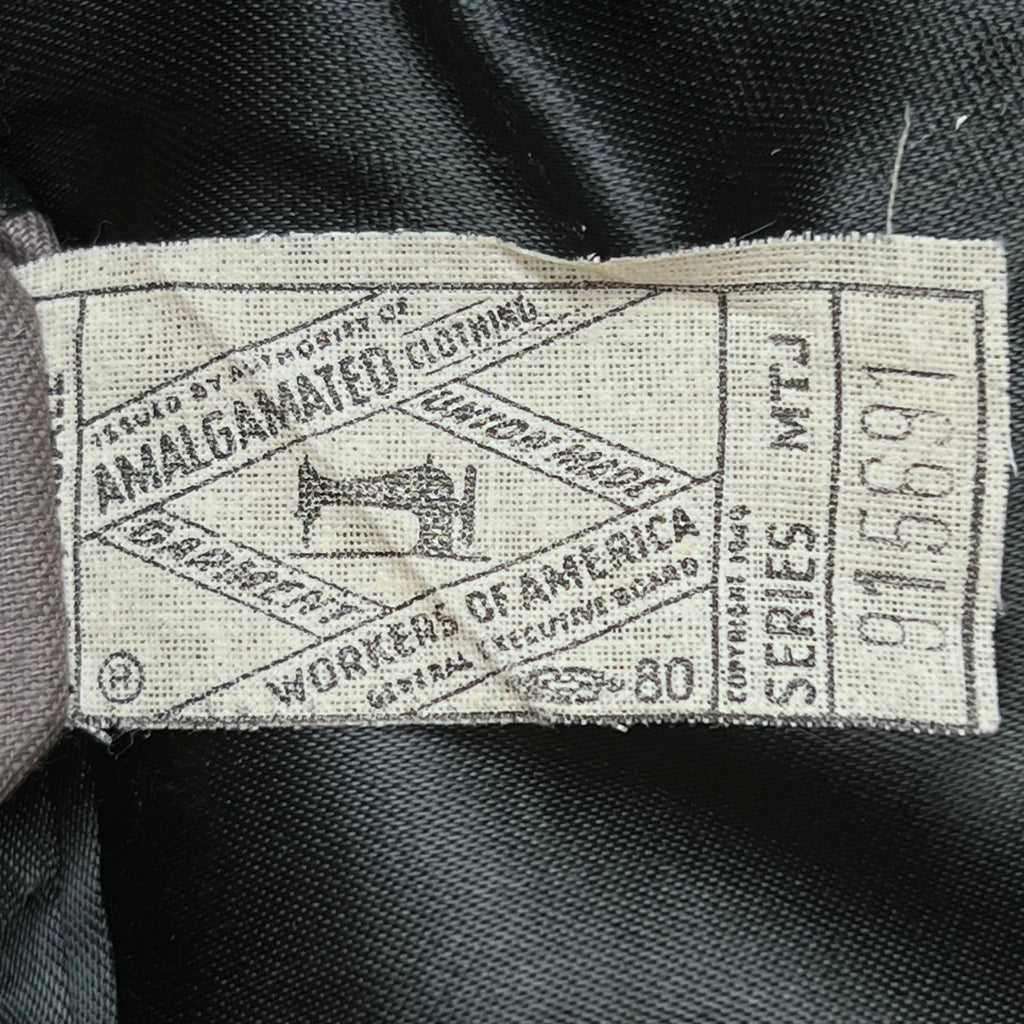 ISSUED BY AUTHORITY OF
AMALGAMATED CLOTHING
UNION MADE
GARMENT
WORKERS OF AMERICA
GENERAL EXECUTIVE BOARD
80
®
COPYRIGHT 1949
SERIES MTJ
915691